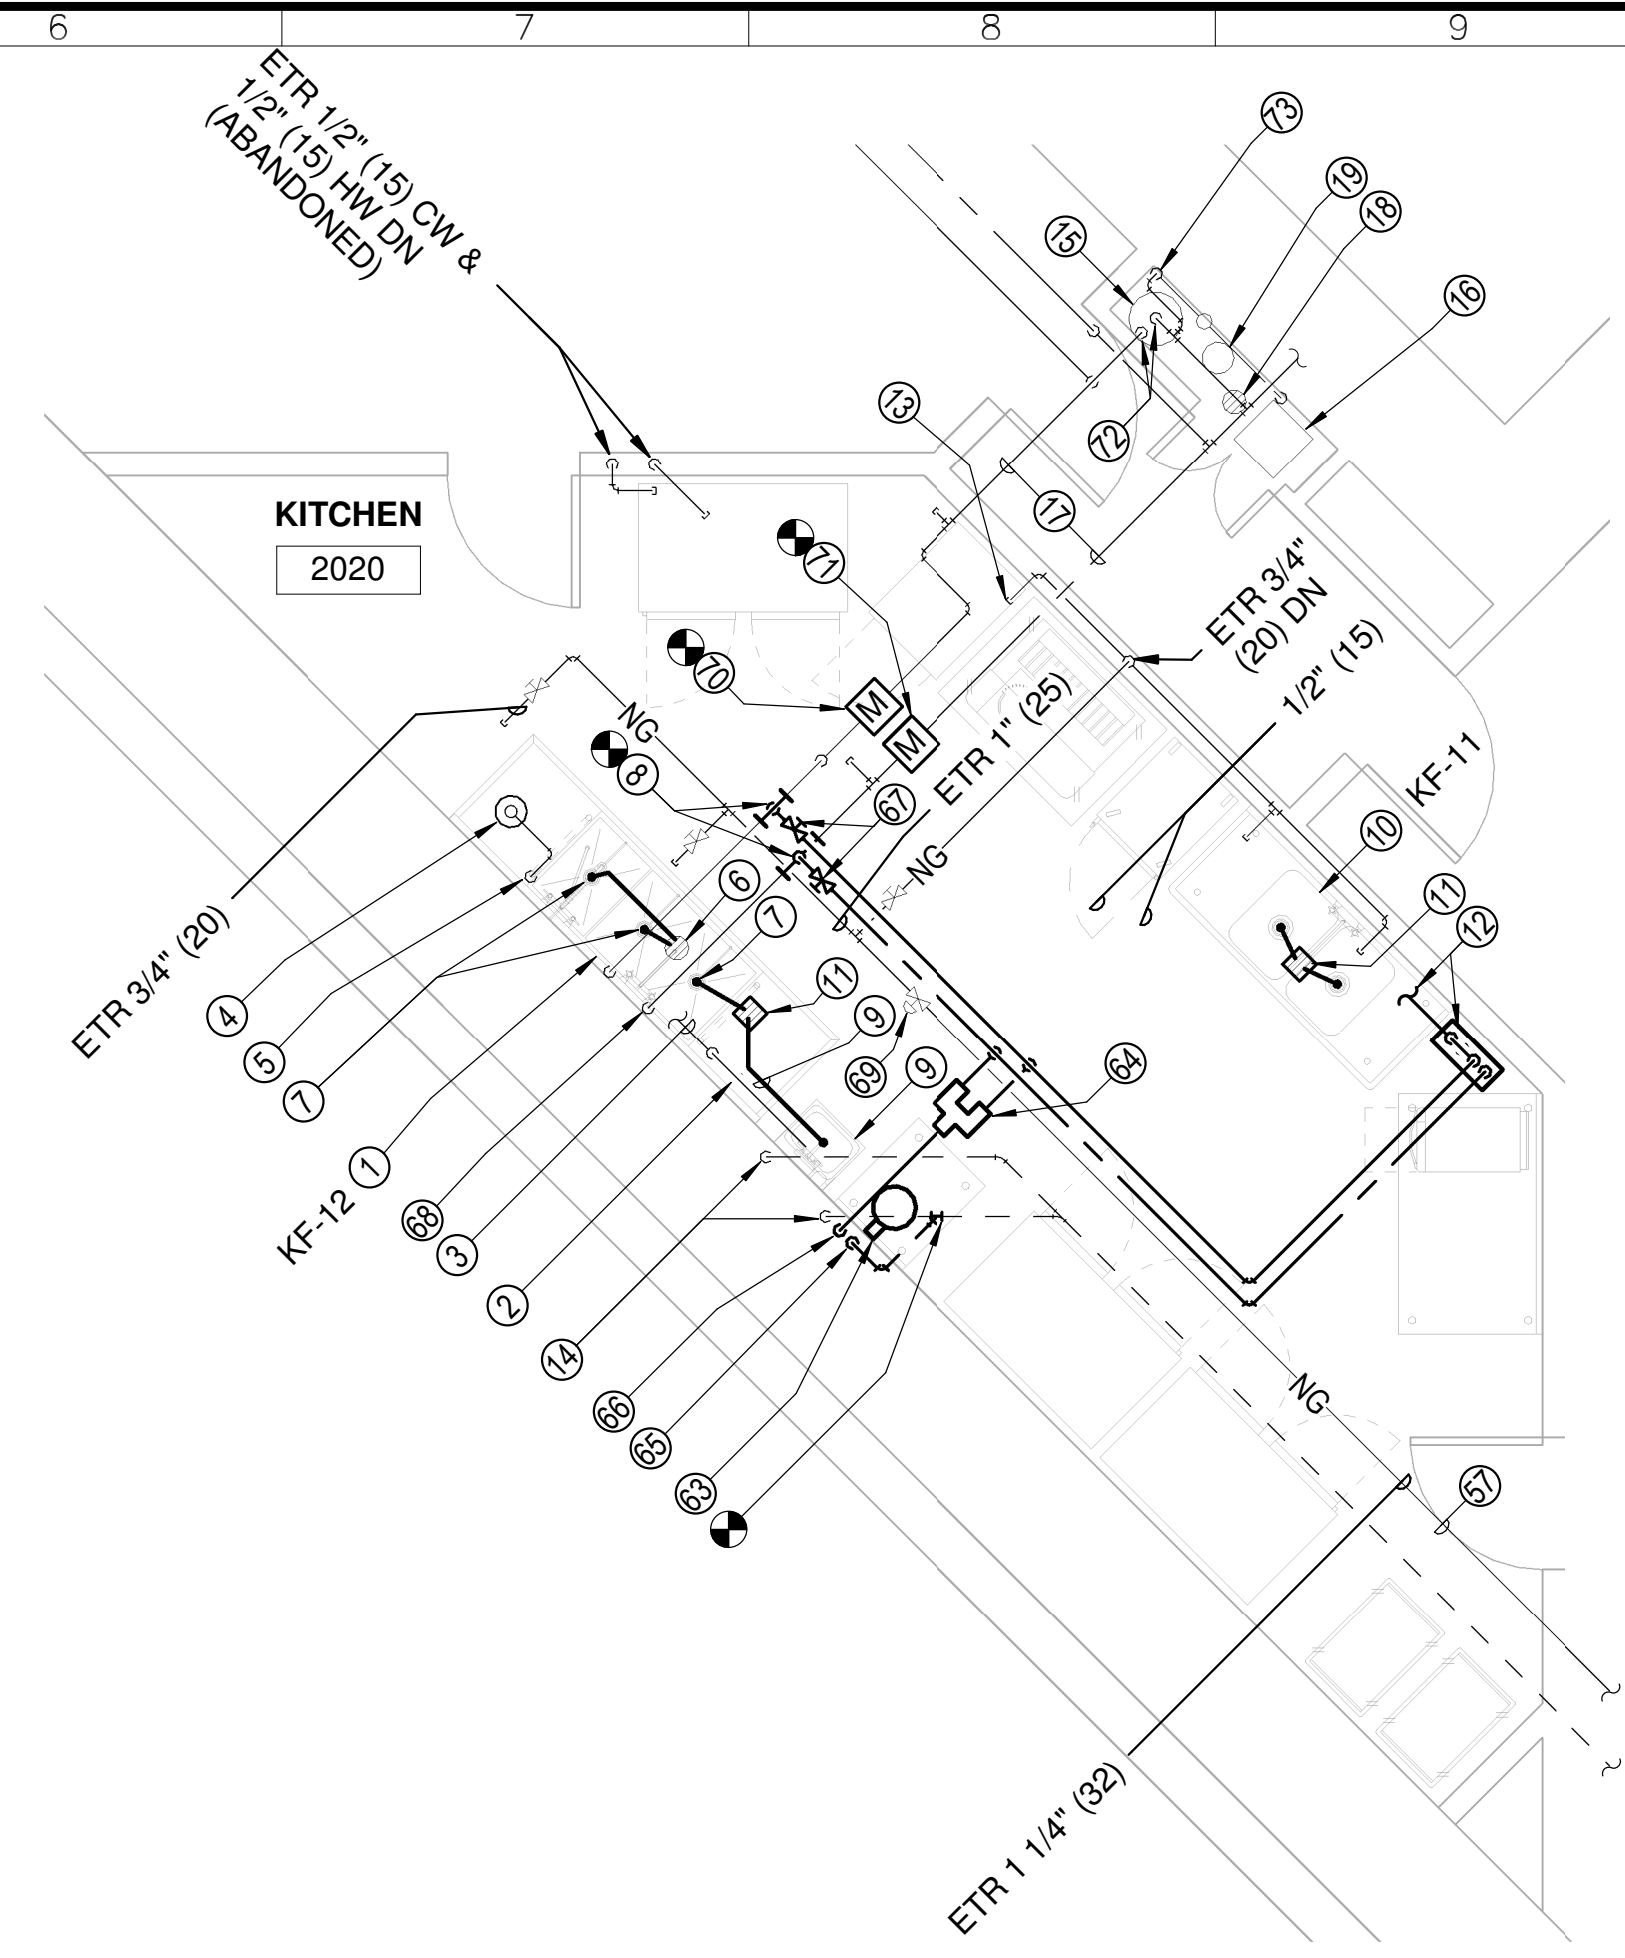 6
7
8
9
ETR 1/2" (15) CW &
1/2" (15) HW DN
(ABANDONED)
73
19
18
15
16
13
72
17
KITCHEN
2020
71
70
ETR 3/4"
(20) DN
1/2" (15)
NG
8
ETR 1" (25)
KF-11
67
10
NG
6
11
7
12
ETR 3/4" (20)
11
4
9
5
69
9
64
7
1
KF-12
68
3
2
14
66
65
63
NG
57
ETR 1 1/4" (32)
M
M